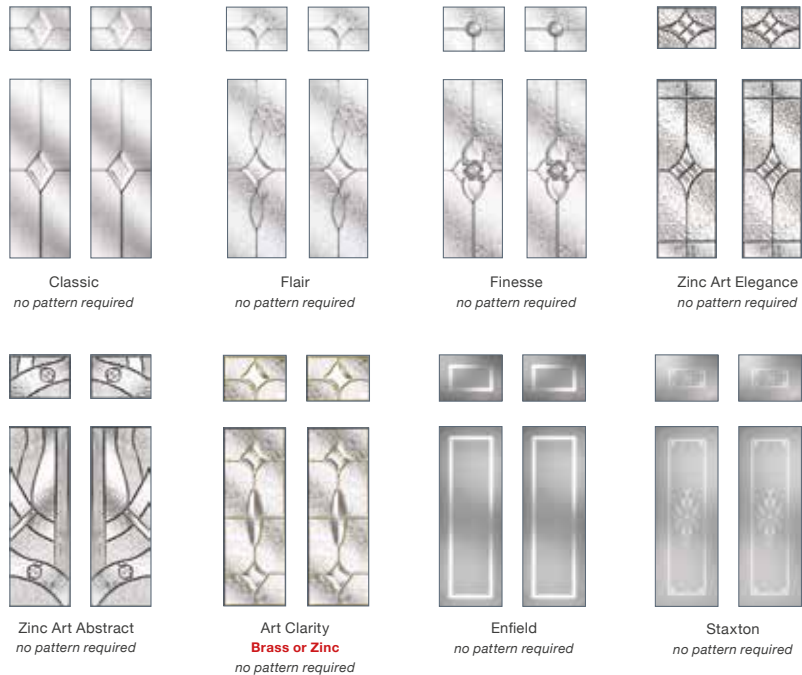 Classic
no pattern required
Flair
no pattern required
Finesse
no pattern required
Zinc Art Elegance
no pattern required
Zinc Art Abstract
no pattern required
Art Clarity
Brass or Zinc
no pattern required
Enfield
no pattern required
Staxton
no pattern required